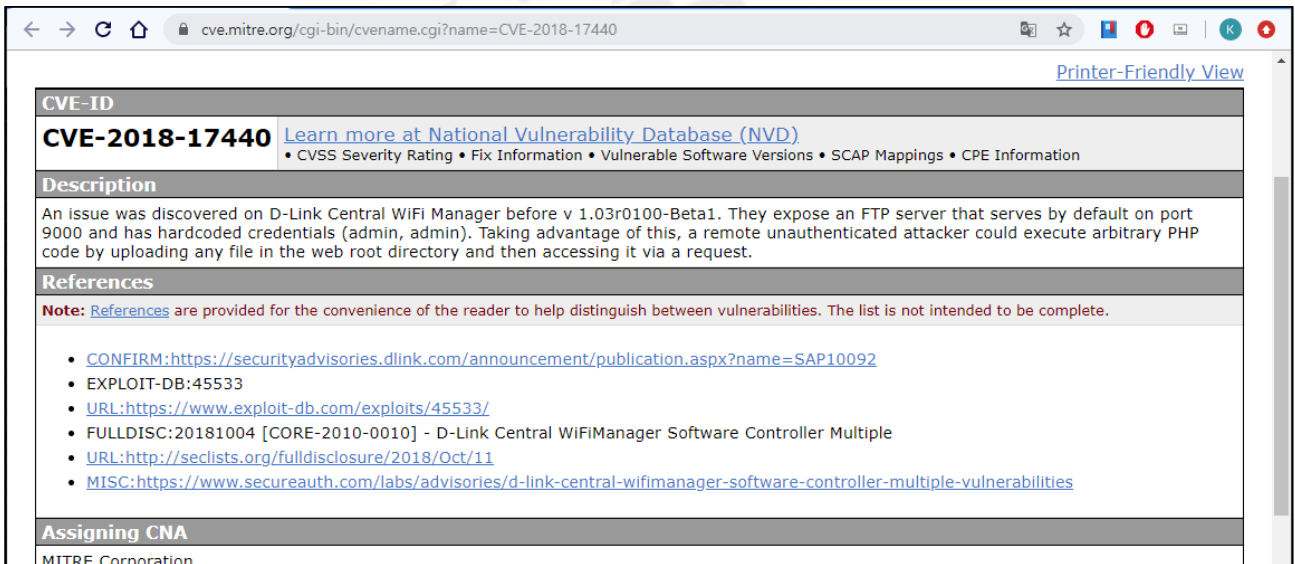 cve.mitre.org/cgi-bin/cvename.cgi?name=CVE-2018-17440
K
Printer-Friendly View
CVE-ID
CVE-2018-17440
Learn more at National Vulnerability Database (NVD)
• CVSS Severity Rating • Fix Information • Vulnerable Software Versions • SCAP Mappings • CPE Information
Description
An issue was discovered on D-Link Central WiFi Manager before v 1.03r0100-Beta1. They expose an FTP server that serves by default on port
9000 and has hardcoded credentials (admin, admin). Taking advantage of this, a remote unauthenticated attacker could execute arbitrary PHP
code by uploading any file in the web root directory and then accessing it via a request.
References
Note: References are provided for the convenience of the reader to help distinguish between vulnerabilities. The list is not intended to be complete.
• CONFIRM:https://securityadvisories.dlink.com/announcement/publication.aspx?name=SAP10092
• EXPLOIT-DB:45533
• URL:https://www.exploit-db.com/exploits/45533/
• FULLDISC:20181004 [CORE-2010-0010] - D-Link Central WiFiManager Software Controller Multiple
• URL:http://seclists.org/fulldisclosure/2018/Oct/11
• MISC:https://www.secureauth.com/labs/advisories/d-link-central-wifimanager-software-controller-multiple-vulnerabilities
Assigning CNA
MITRE Corporation